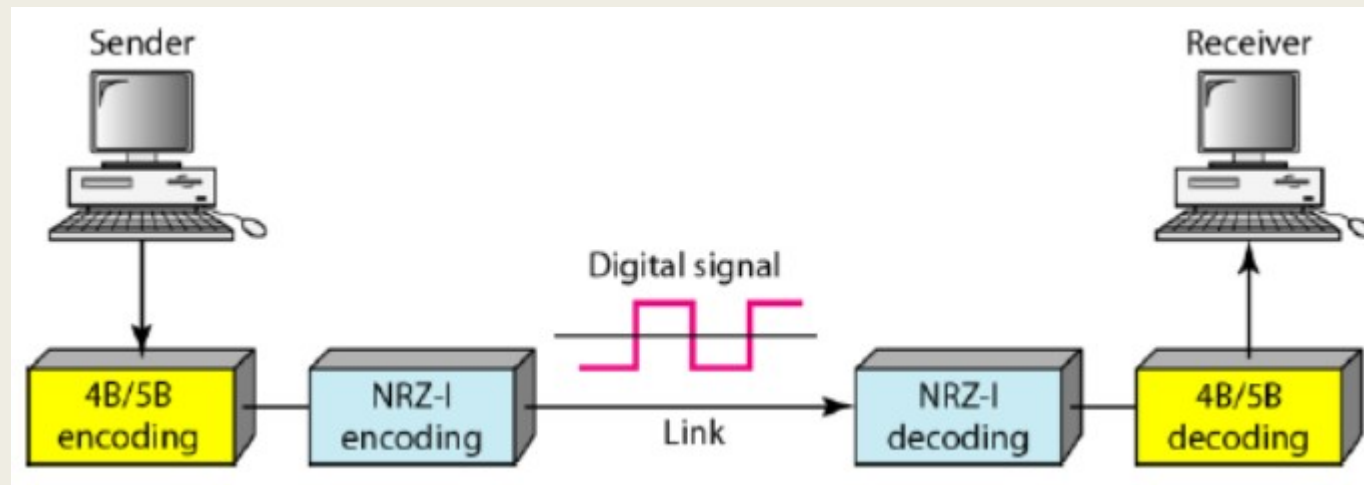 Sender
Receiver
Digital signal
4B/5B
encoding
NRZ-I
encoding
Link
NRZ-I
decoding
4B/5B
decoding